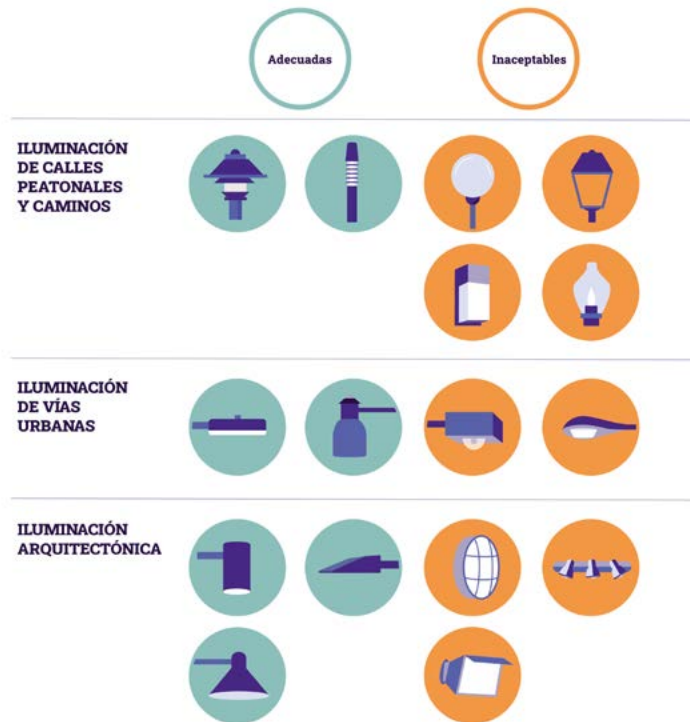 Adecuadas
Inaceptables
ILUMINACIÓN
DE CALLES
PEATONALES
Y CAMINOS
ILUMINACIÓN
DE VÍAS
URBANAS
ILUMINACIÓN
ARQUITECTÓNICA